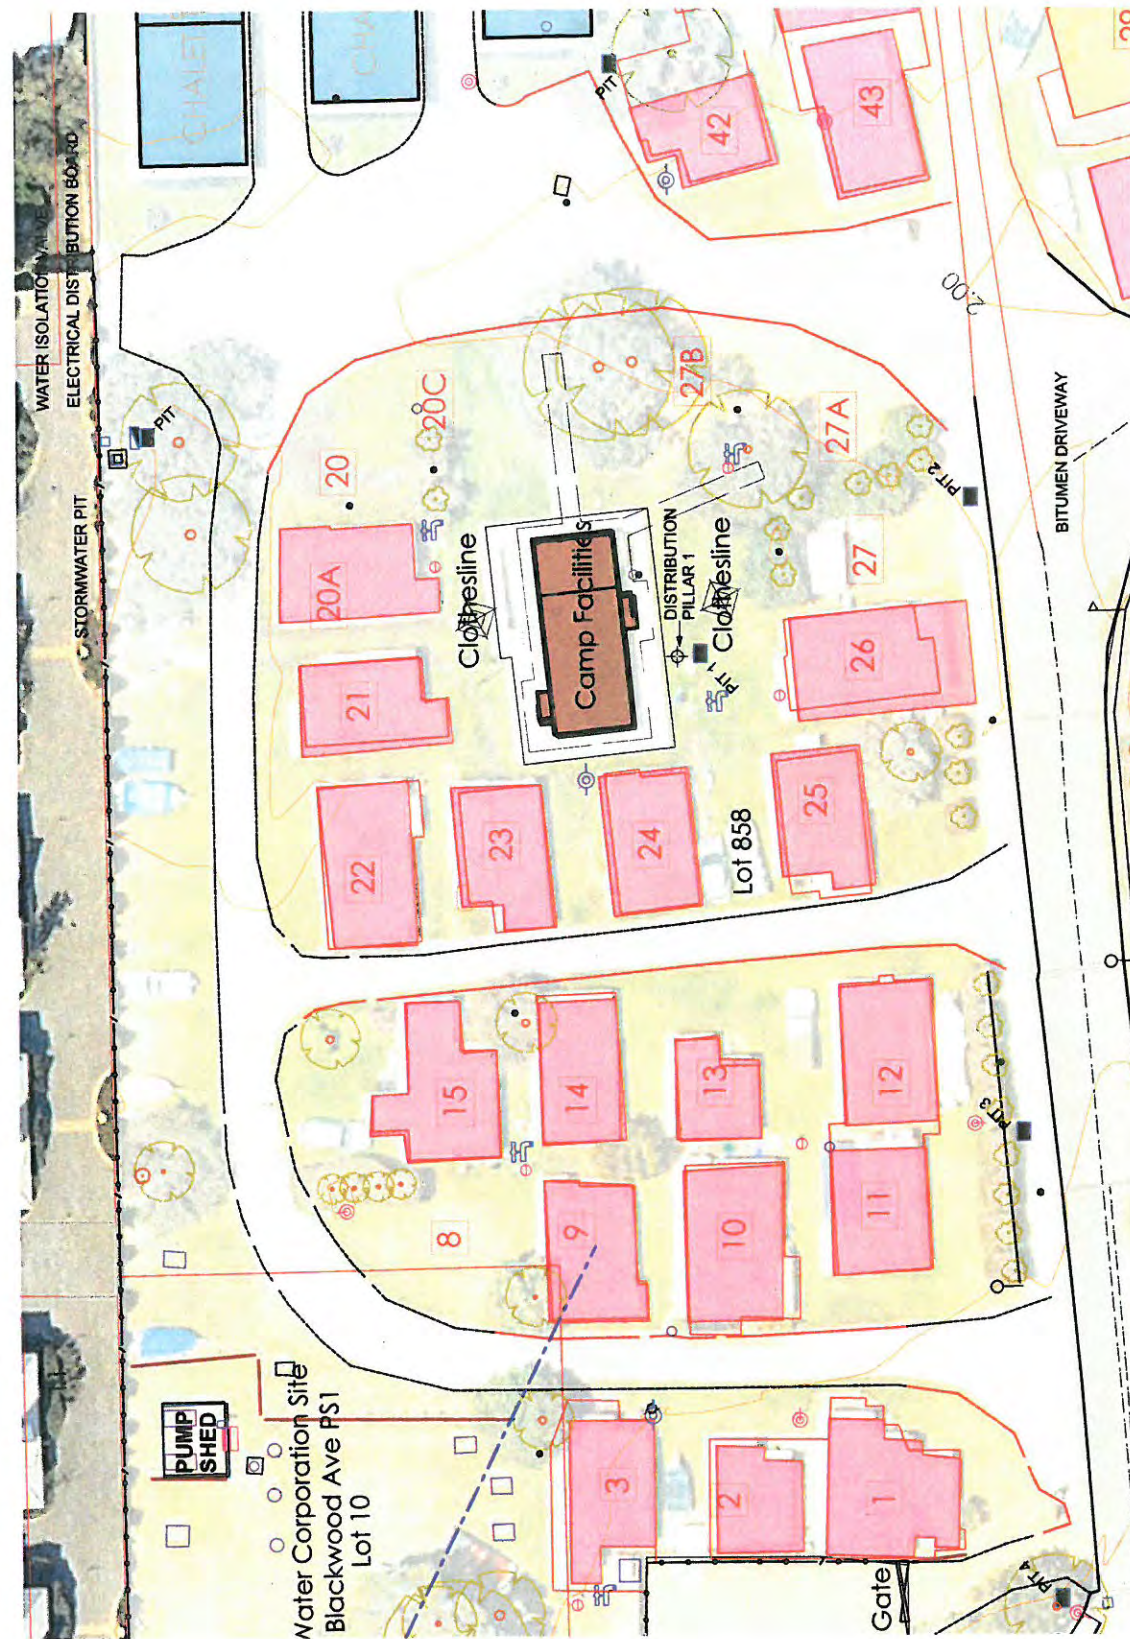 CHALET
CHA
PIT
42
43
WATER ISOLATION VALVE
ELECTRICAL DISTRIBUTION BOARD
PIT
STORMWATER PIT
2.00
20
20C
27B
27A
PIT 2
BITUMEN DRIVEWAY
20A
Clothesline
Camp Facilities
DISTRIBUTION
PILLAR 1
Clothesline
27
PIT 1
21
26
22
23
24
25
Lot 858
15
14
13
12
PIT 3
8
9
10
11
PUMP
SHED
Water Corporation Site
Blackwood Ave PS1
Lot 10
3
2
1
Gate
PIT 4